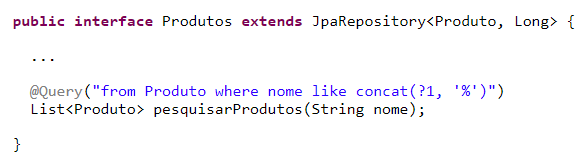 public interface Produtos extends JpaRepository<Produto, Long> {
...
@Query("from Produto where nome like concat(?1, '%')")
List<Produto> pesquisarProdutos(String nome);
}